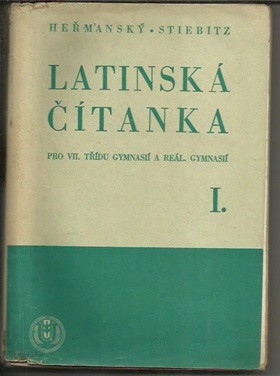 HEŘMANSKÝ • STIEBITZ
LATINSKÁ
ČÍTANKA
PRO VII. TŘÍDU GYMNASIÍ A REÁL. GYMNASIÍ
I.